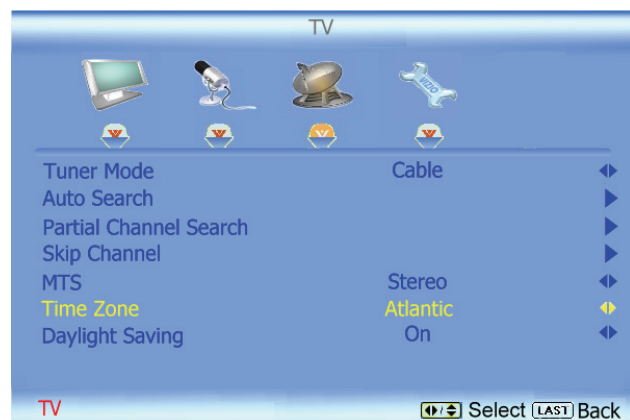 TV
VIZIO
Tuner Mode Cable
Auto Search
Partial Channel Search
Skip Channel
MTS Stereo
Time Zone Atlantic
Daylight Saving On
TV Select LAST Back